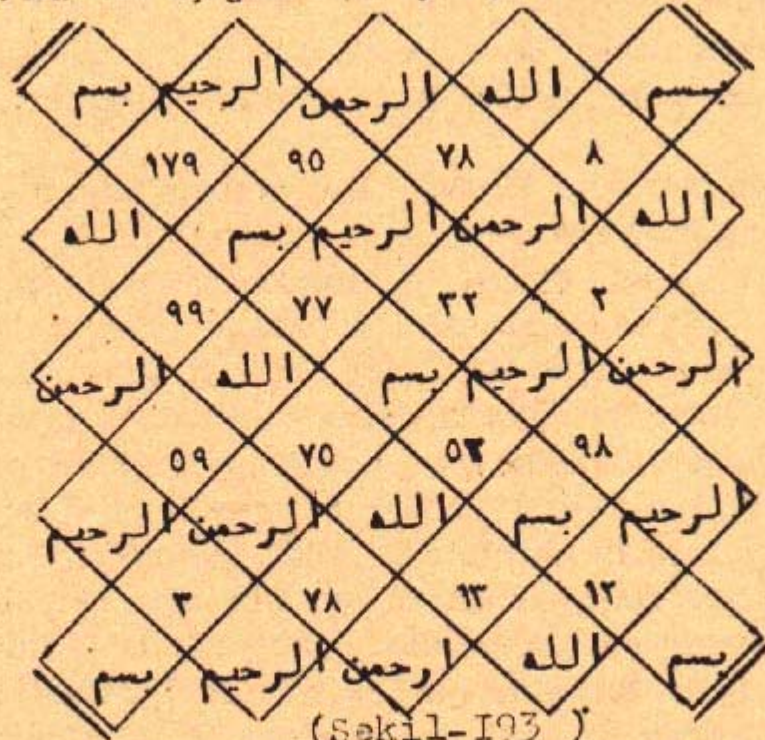 بسم الله الرحمن الرحيم بسم
٨ ٧٨ ٩٥ ١٧٩
الله الرحمن الرحيم بسم الله
٢ ٣٢ ٧٧ ٩٩
الرحمن الرحيم بسم الله الرحمن
٩٨ ٧٥ ٥٩
الرحيم بسم الله الرحمن الرحيم
١٢ ١٣ ٧٨ ٣
بسم الله ارحمن الرحيم بسم
(Sekil-I93 )